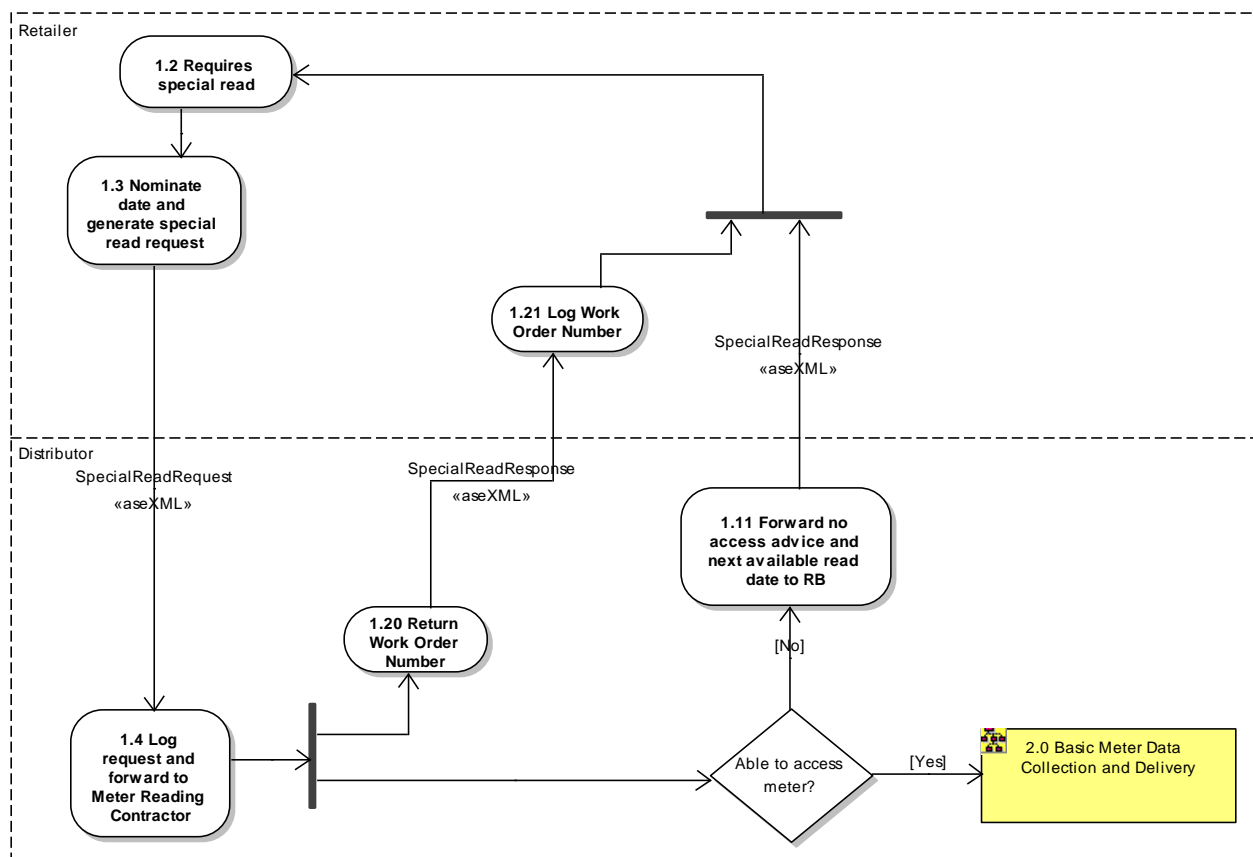 Retailer
1.2 Requires
special read
1.3 Nominate
date and
generate special
read request
1.21 Log Work
Order Number
SpecialReadResponse
«aseXML»
Distributor
SpecialReadRequest
«aseXML»
SpecialReadResponse
«aseXML»
1.11 Forward no
access advice and
next available read
date to RB
1.20 Return
Work Order
Number
[No]
1.4 Log
request and
forward to
Meter Reading
Contractor
Able to access
meter?
[Yes]
2.0 Basic Meter Data
Collection and Delivery